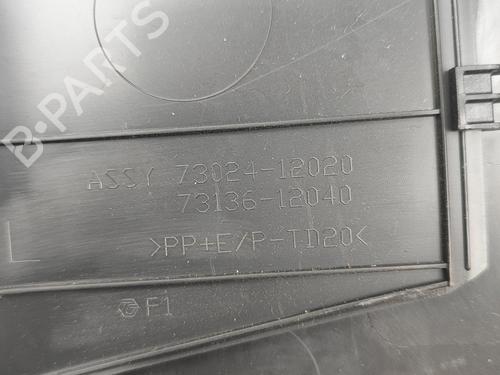 B-PARTS
ASSY 73024-12020
73136-12040
>PP+E/P-TD20<
L
F1